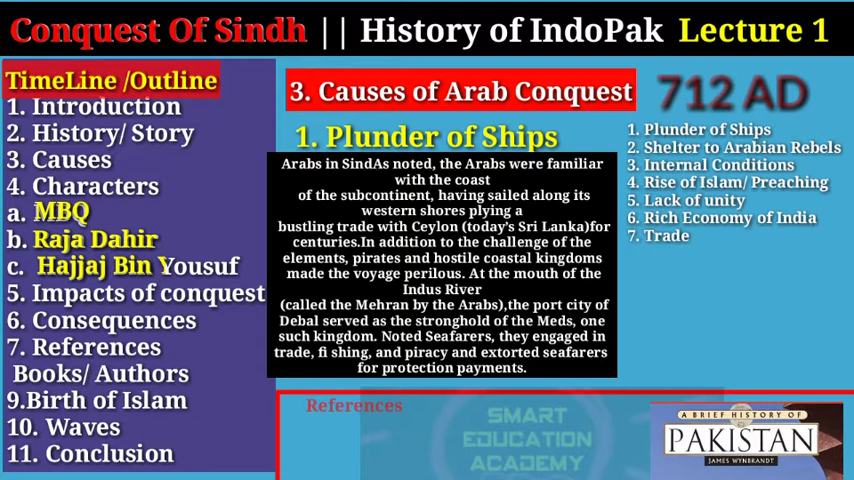 Conquest Of Sindh || History of IndoPak Lecture 1
TimeLine /Outline
1. Introduction
2. History/ Story
3. Causes
4. Characters
a. MBQ
b. Raja Dahir
c. Hajjaj Bin Yousuf
5. Impacts of conquest
6. Consequences
7. References
Books/ Authors
9.Birth of Islam
10. Waves
11. Conclusion
3. Causes of Arab Conquest
1. Plunder of Ships
Arabs in SindAs noted, the Arabs were familiar
with the coast
of the subcontinent, having sailed along its
western shores plying a
bustling trade with Ceylon (today's Sri Lanka)for
centuries.In addition to the challenge of the
elements, pirates and hostile coastal kingdoms
made the voyage perilous. At the mouth of the
Indus River
(called the Mehran by the Arabs),the port city of
Debal served as the stronghold of the Meds, one
such kingdom. Noted Seafarers, they engaged in
trade, fi shing, and piracy and extorted seafarers
for protection payments.
712 AD
1. Plunder of Ships
2. Shelter to Arabian Rebels
3. Internal Conditions
4. Rise of Islam/ Preaching
5. Lack of unity
6. Rich Economy of India
7. Trade
References
SMART
EDUCATION
ACADEMY
A BRIEF HISTORY OF
PAKISTAN
JAMES WYNBRANDT